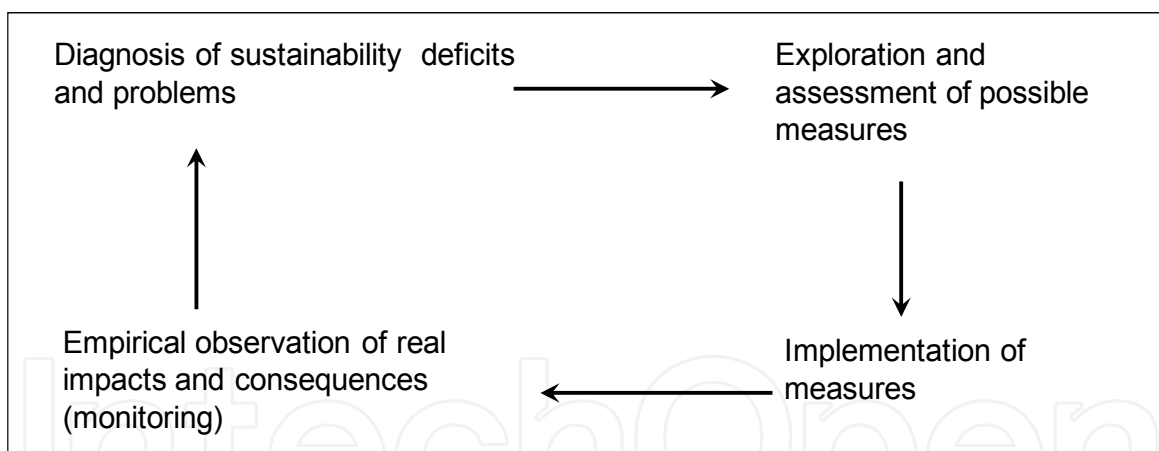 Diagnosis of sustainability deficits
and problems
Exploration and
assessment of possible
measures
Empirical observation of real
impacts and consequences
(monitoring)
Implementation of
measures
IntechOpen